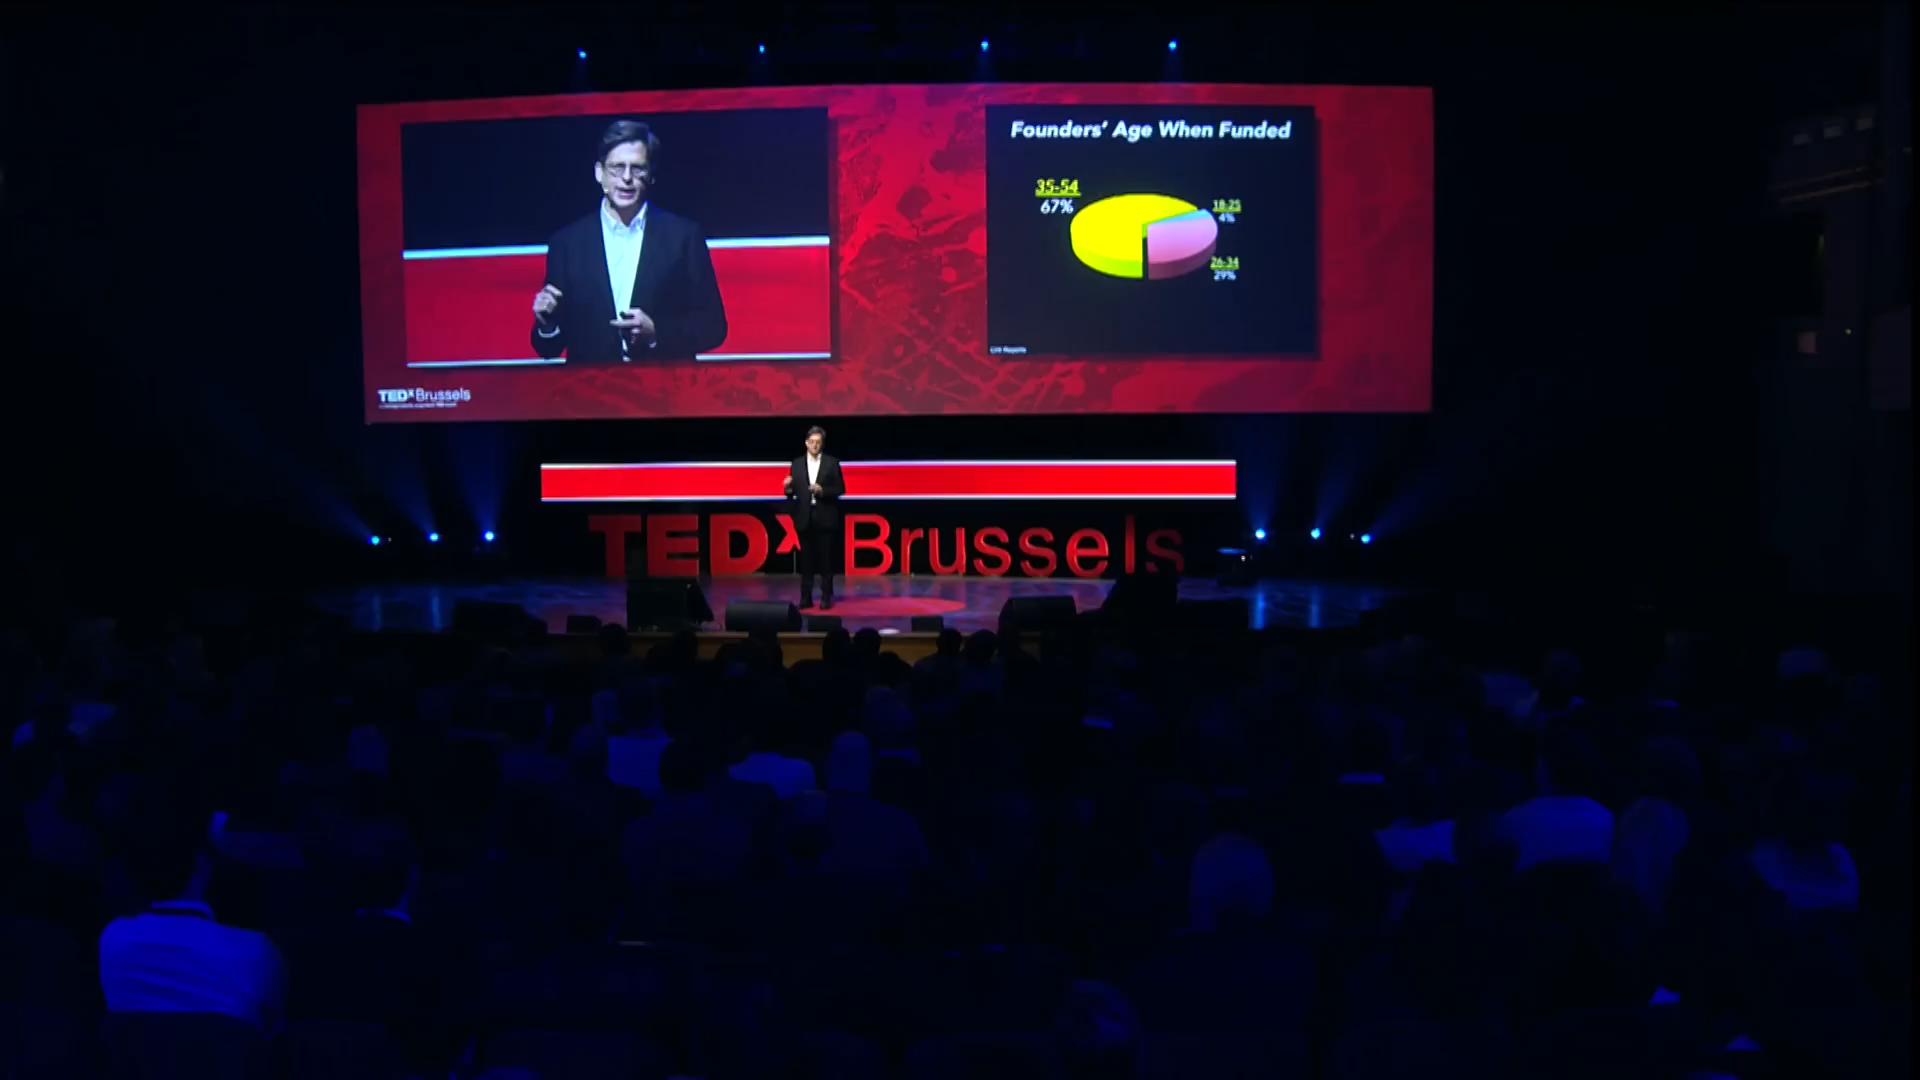 Founders' Age When Funded
35-54
67%
18-25
4%
26-34
29%
TEDxBrussels
TEDxBrussels